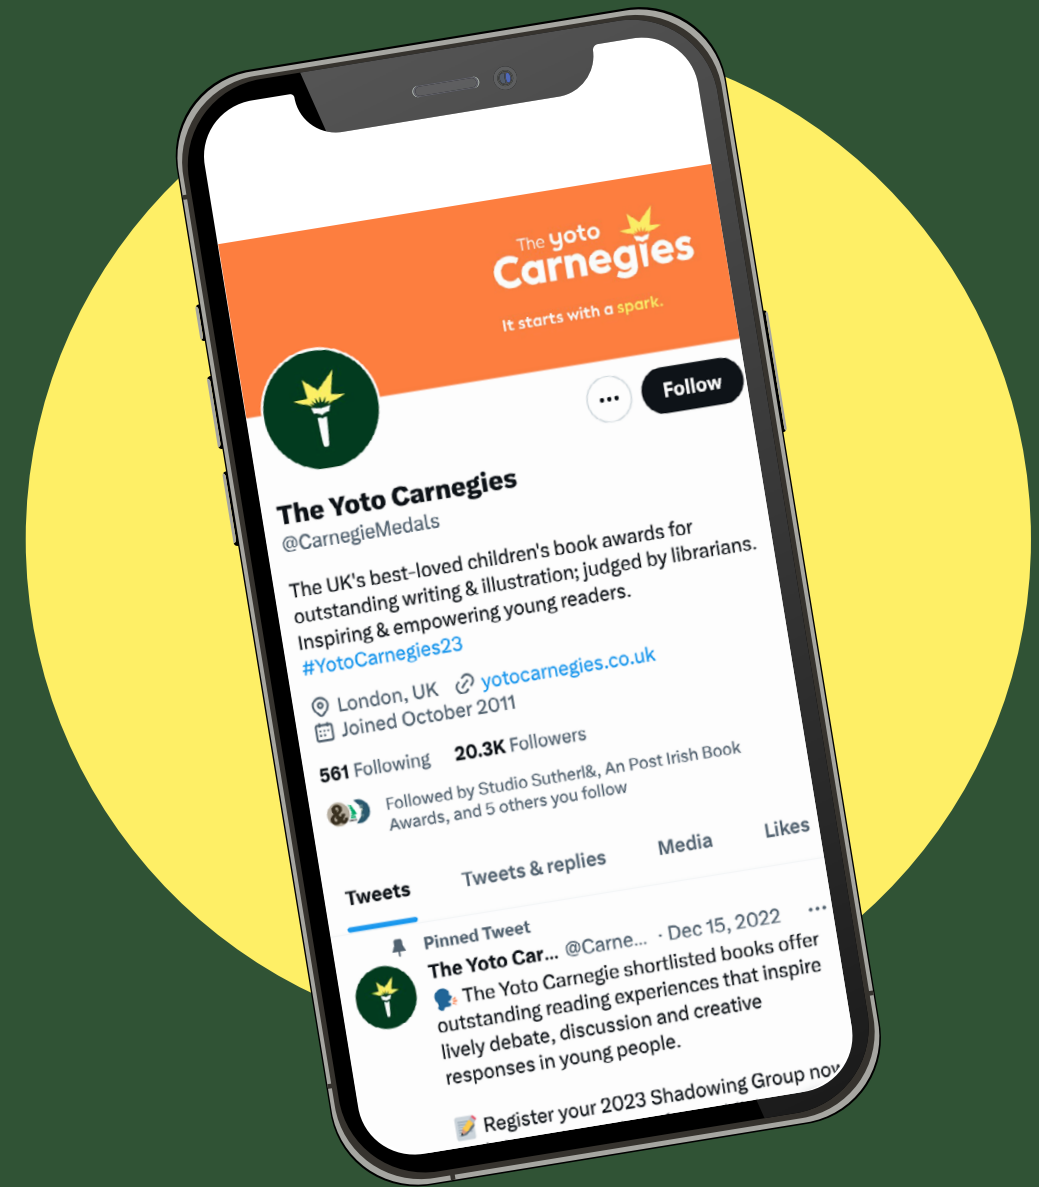 The yoto
Carnegies
It starts with a spark.
Follow
The Yoto Carnegies
@CarnegieMedals
The UK's best-loved children's book awards for
outstanding writing & illustration; judged by librarians.
Inspiring & empowering young readers.
#YotoCarnegies23
London, UK yotocarnegies.co.uk
Joined October 2011
561 Following 20.3K Followers
&
Followed by Studio Sutherl&, An Post Irish Book
Awards, and 5 others you follow
Tweets Tweets & replies Media Likes
Pinned Tweet
The Yoto Car... @Carne... · Dec 15, 2022
The Yoto Carnegie shortlisted books offer
outstanding reading experiences that inspire
lively debate, discussion and creative
responses in young people.
Register your 2023 Shadowing Group now